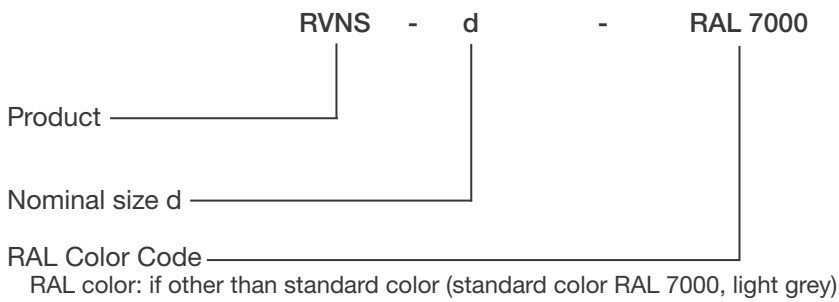 RVNS - d - RAL 7000
Product
Nominal size d
RAL Color Code
RAL color: if other than standard color (standard color RAL 7000, light grey)